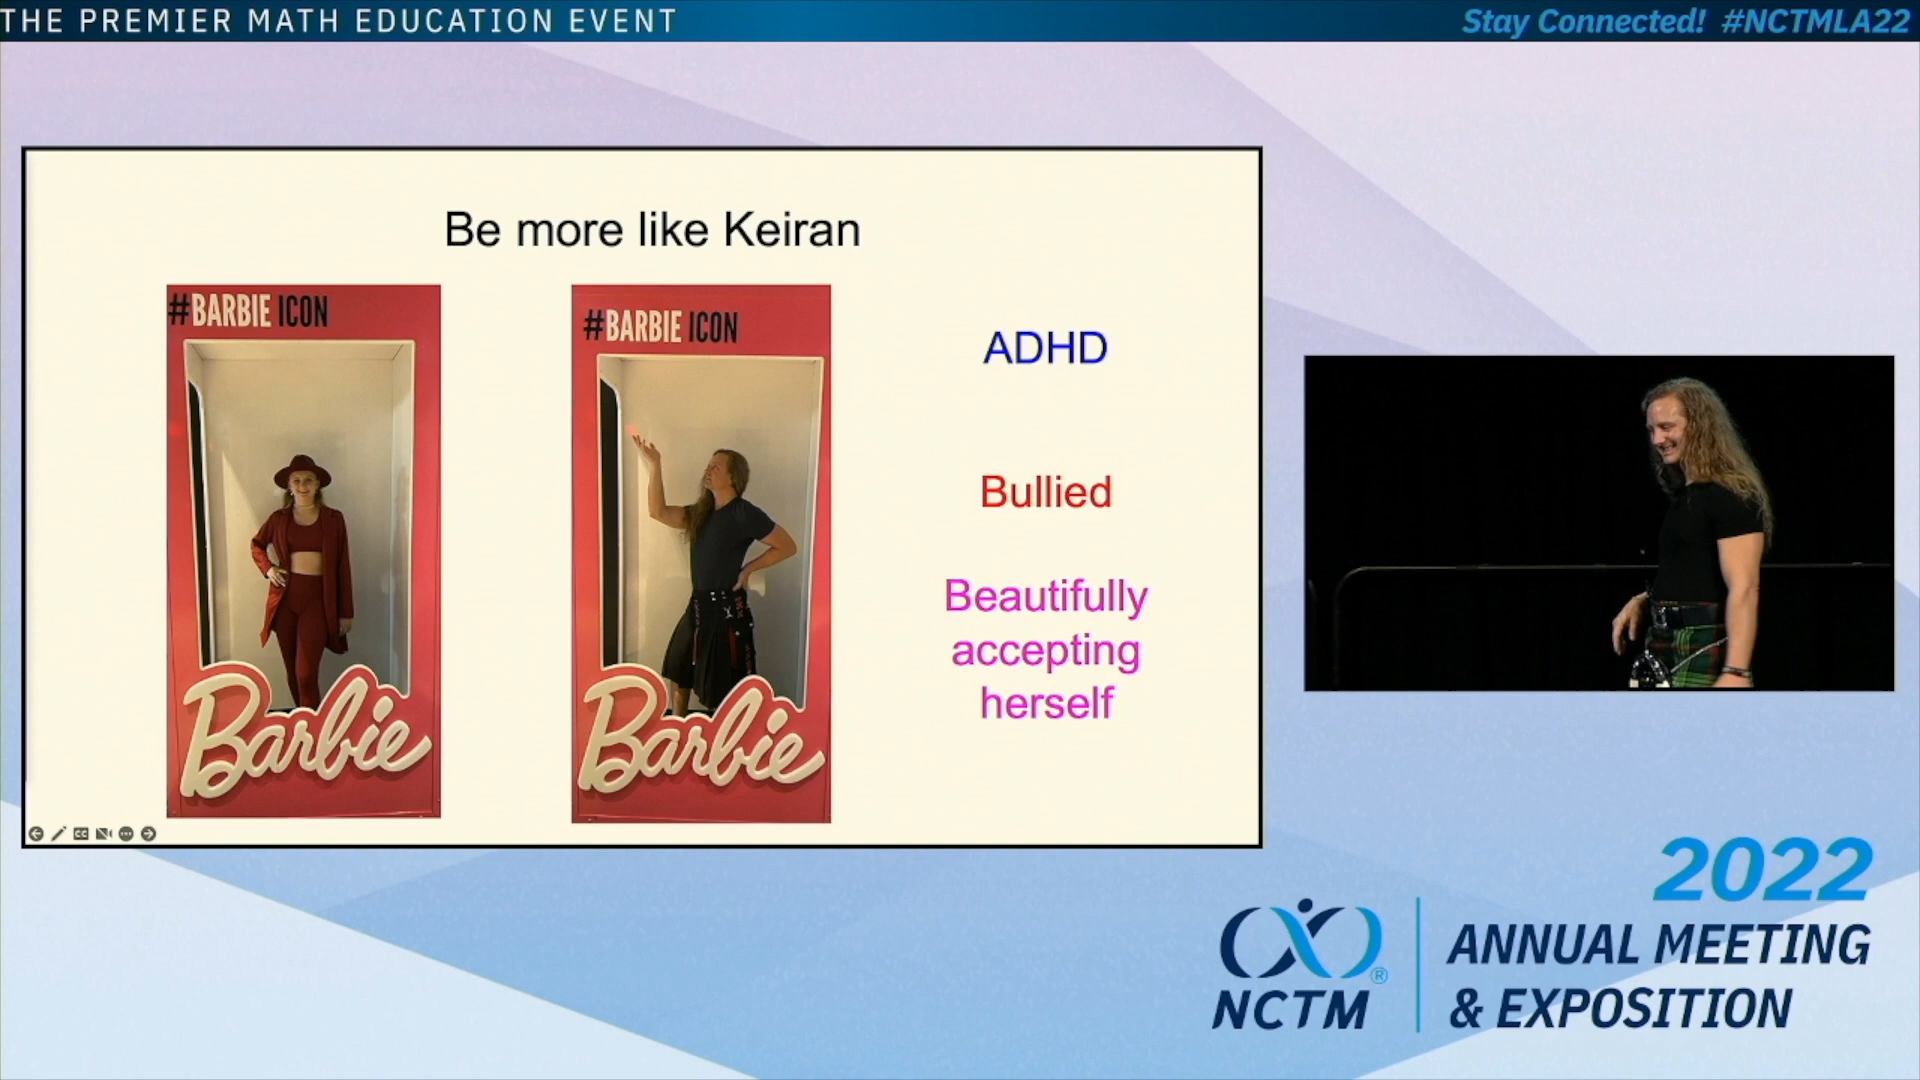 THE PREMIER MATH EDUCATION EVENT
Stay Connected! #NCTMLA22
Be more like Keiran
#BARBIE ICON
Barbie
#BARBIE ICON
Barbie
ADHD
Bullied
Beautifully
accepting
herself
CC
NCTM®
2022
ANNUAL MEETING
& EXPOSITION